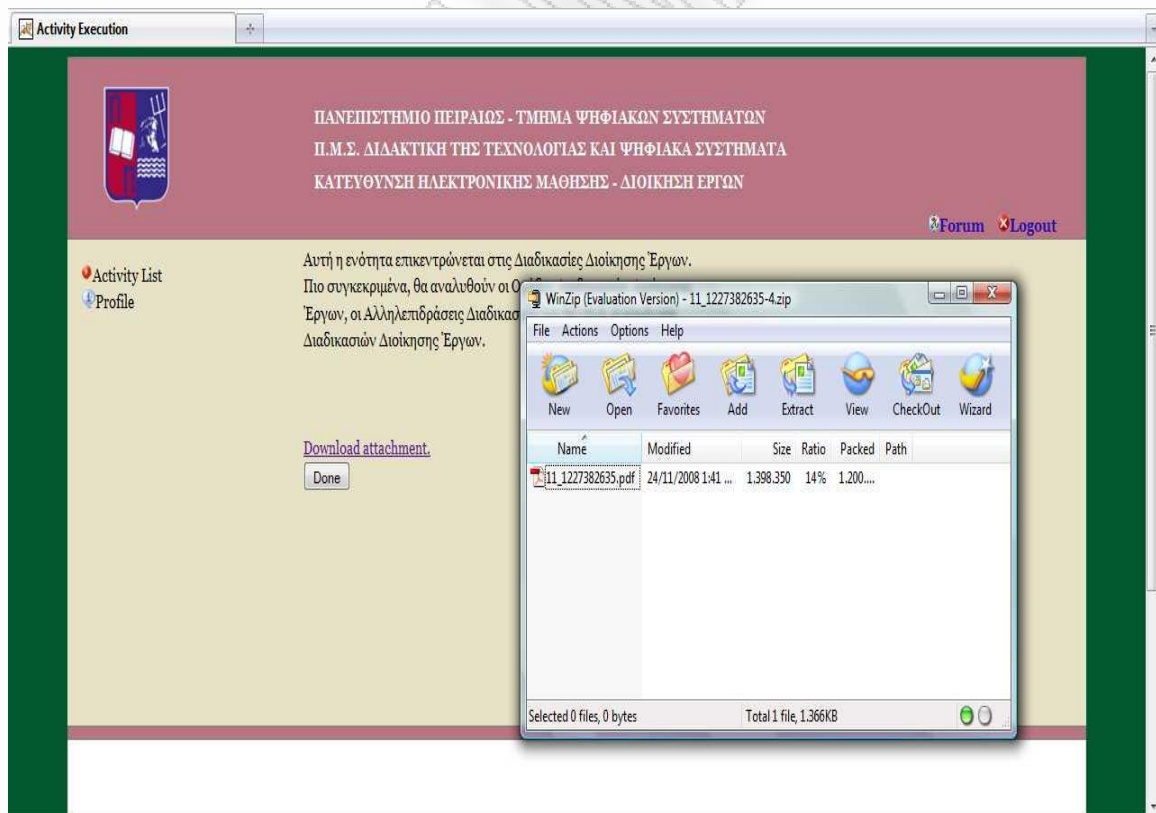 Activity Execution
ΠΑΝΕΠΙΣΤΗΜΙΟ ΠΕΙΡΑΙΩΣ - ΤΜΗΜΑ ΨΗΦΙΑΚΩΝ ΣΥΣΤΗΜΑΤΩΝ
Π.Μ.Σ. ΔΙΔΑΚΤΙΚΗ ΤΗΣ ΤΕΧΝΟΛΟΓΙΑΣ ΚΑΙ ΨΗΦΙΑΚΑ ΣΥΣΤΗΜΑΤΑ
ΚΑΤΕΥΘΥΝΣΗ ΗΛΕΚΤΡΟΝΙΚΗΣ ΜΑΘΗΣΗΣ - ΔΙΟΙΚΗΣΗ ΕΡΓΩΝ
Forum Logout
Activity List
Profile
Αυτή η ενότητα επικεντρώνεται στις Διαδικασίες Διοίκησης Έργων.
Πιο συγκεκριμένα, θα αναλυθούν οι
Έργων, οι Αλληλεπιδράσεις
Διαδικασιών Διοίκησης Έργων.
Download attachment.
Done
WinZip (Evaluation Version) - 11_1227382635-4.zip
File Actions Options Help
New Open Favorites Add Extract View CheckOut Wizard
Name Modified Size Ratio Packed Path
11_1227382635.pdf 24/11/2008 1:41 ... 1.398.350 14% 1.200....
Selected 0 files, 0 bytes Total 1 file, 1.366KB